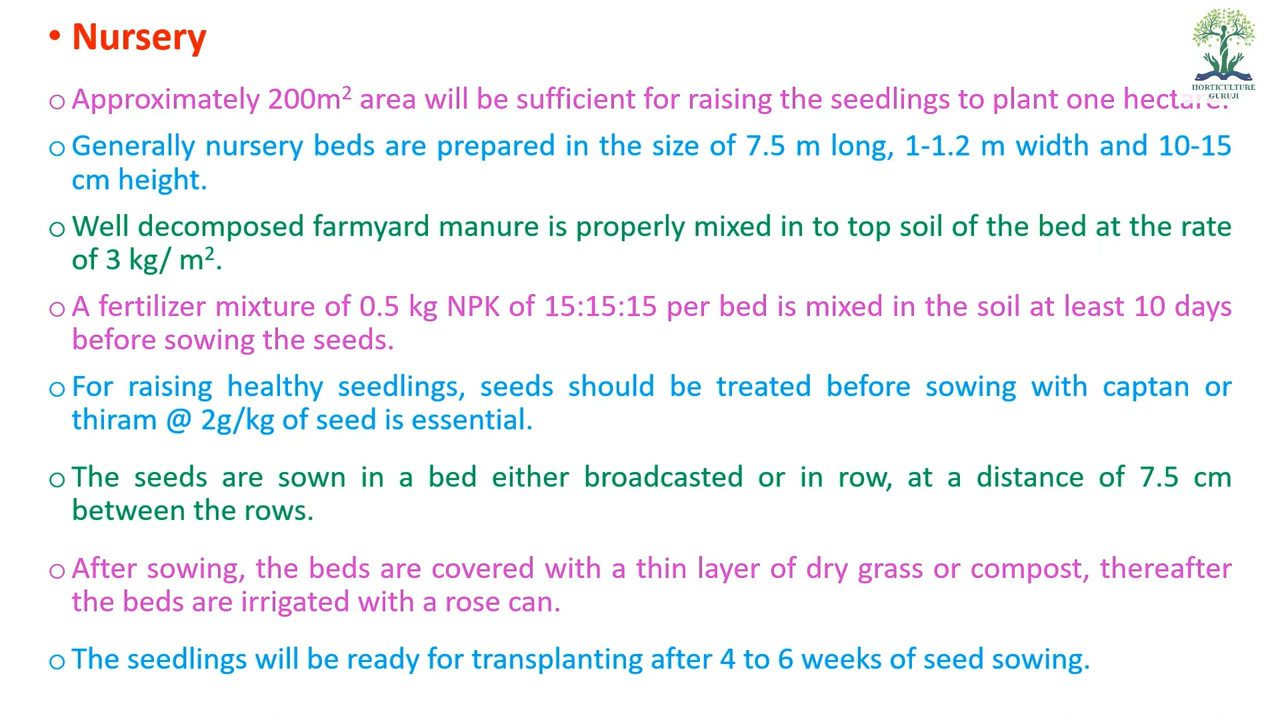 • Nursery
o Approximately 200m² area will be sufficient for raising the seedlings to plant one hectare.
HORTICULTURE
GURUJI
o Generally nursery beds are prepared in the size of 7.5 m long, 1-1.2 m width and 10-15
cm height.
o Well decomposed farmyard manure is properly mixed in to top soil of the bed at the rate
of 3 kg/ m².
o A fertilizer mixture of 0.5 kg NPK of 15:15:15 per bed is mixed in the soil at least 10 days
before sowing the seeds.
o For raising healthy seedlings, seeds should be treated before sowing with captan or
thiram @ 2g/kg of seed is essential.
o The seeds are sown in a bed either broadcasted or in row, at a distance of 7.5 cm
between the rows.
o After sowing, the beds are covered with a thin layer of dry grass or compost, thereafter
the beds are irrigated with a rose can.
o The seedlings will be ready for transplanting after 4 to 6 weeks of seed sowing.